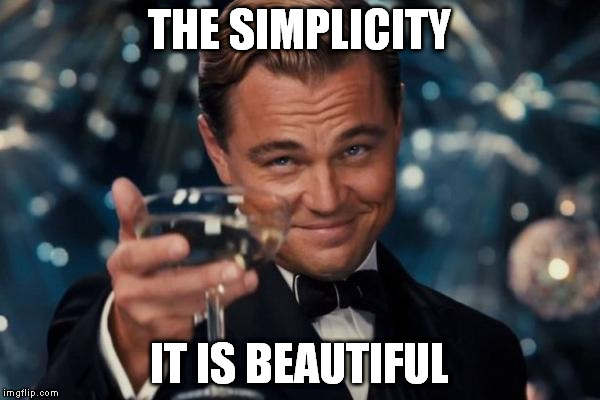 THE SIMPLICITY
IT IS BEAUTIFUL
imgflip.com